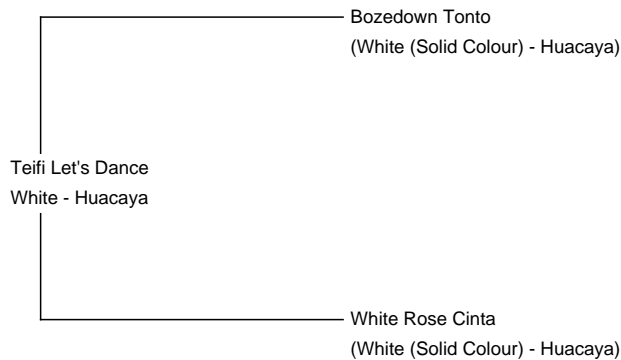 Bozedown Tonto
(White (Solid Colour) - Huacaya)
Teifi Let's Dance
White - Huacaya
White Rose Cinta
(White (Solid Colour) - Huacaya)